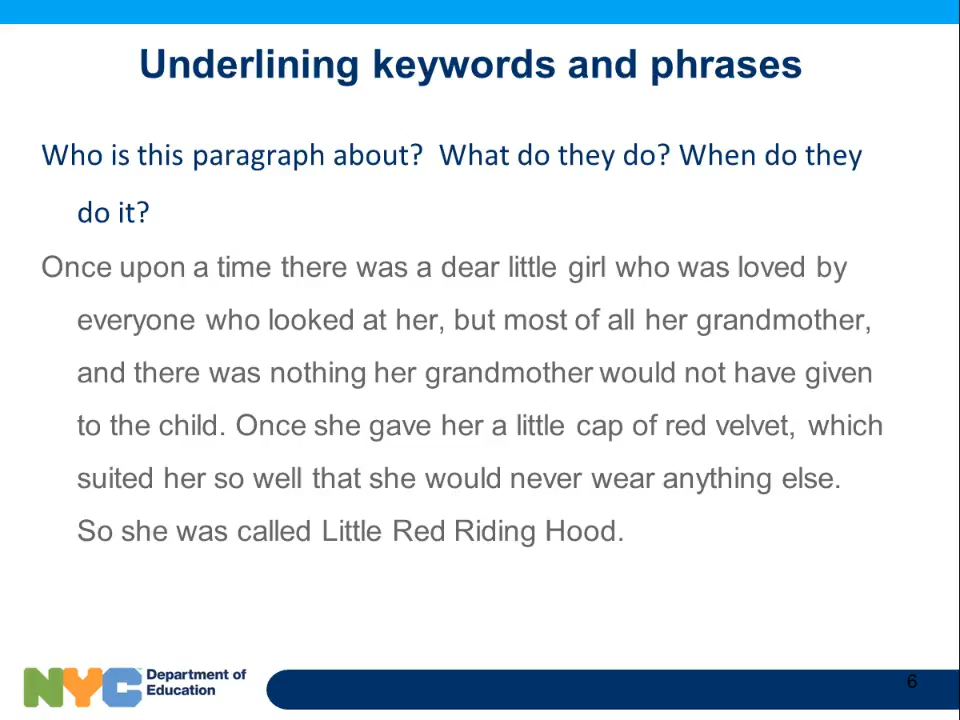 Underlining keywords and phrases
Who is this paragraph about?  What do they do? When do they
do it?
Once upon a time there was a dear little girl who was loved by
everyone who looked at her, but most of all her grandmother,
and there was nothing her grandmother would not have given
to the child. Once she gave her a little cap of red velvet, which
suited her so well that she would never wear anything else.
So she was called Little Red Riding Hood.
NYC Department of
Education
6